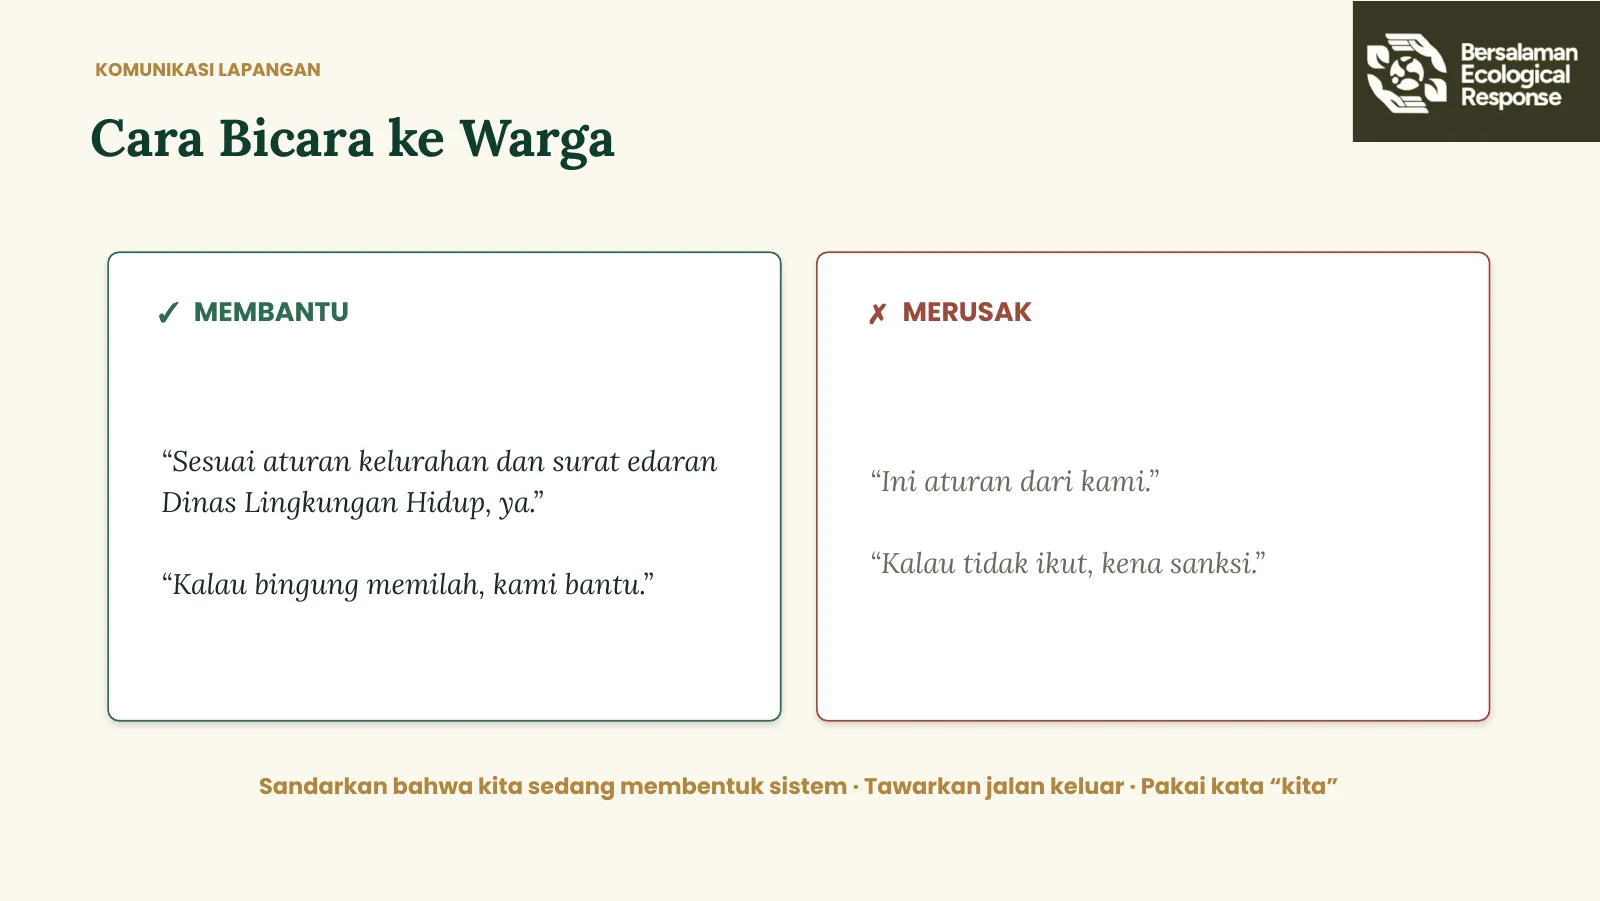 KOMUNIKASI LAPANGAN
Cara Bicara ke Warga
Bersalaman
Ecological
Response
✓ MEMBANTU
“Sesuai aturan kelurahan dan surat edaran
Dinas Lingkungan Hidup, ya.”
“Kalau bingung memilah, kami bantu.”
✗ MERUSAK
“Ini aturan dari kami.”
“Kalau tidak ikut, kena sanksi.”
Sandarkan bahwa kita sedang membentuk sistem · Tawarkan jalan keluar · Pakai kata “kita”